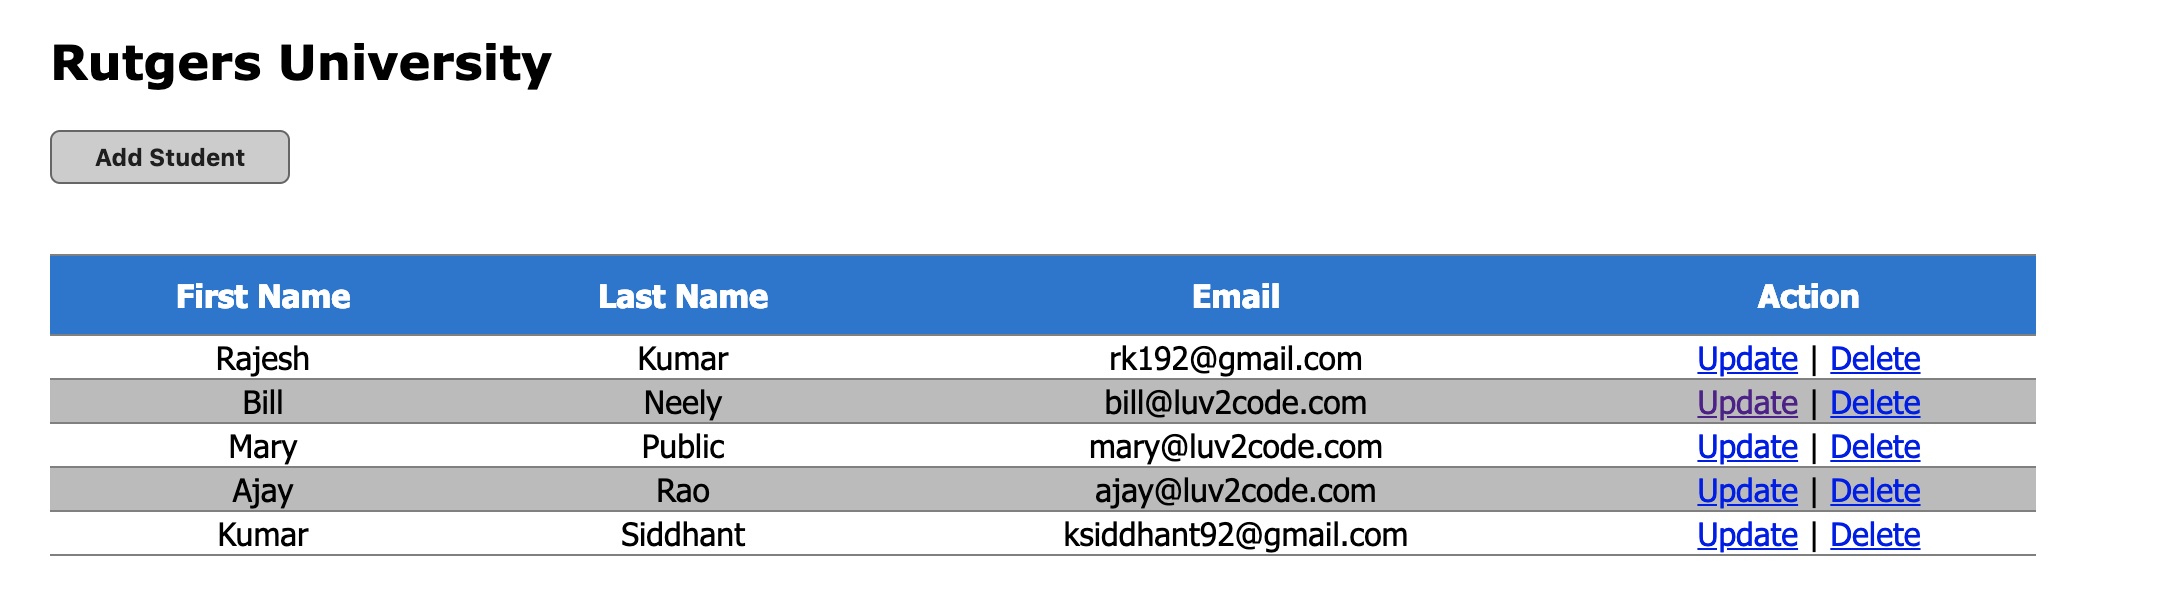 Rutgers University
Add Student
First Name Last Name Email Action
Rajesh Kumar rk192@gmail.com Update | Delete
Bill Neely bill@luv2code.com Update | Delete
Mary Public mary@luv2code.com Update | Delete
Ajay Rao ajay@luv2code.com Update | Delete
Kumar Siddhant ksiddhant92@gmail.com Update | Delete